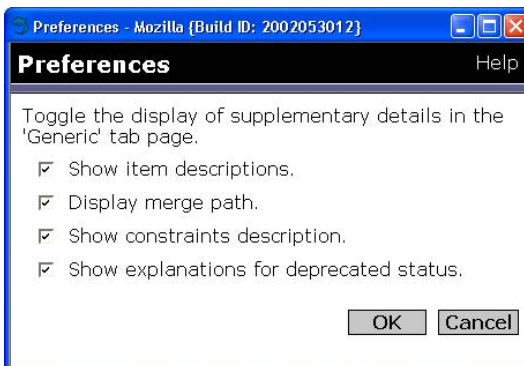 Preferences - Mozilla {Build ID: 2002053012}
Preferences
Help
Toggle the display of supplementary details in the
'Generic' tab page.
Show item descriptions.
Display merge path.
Show constraints description.
Show explanations for deprecated status.
OK
Cancel